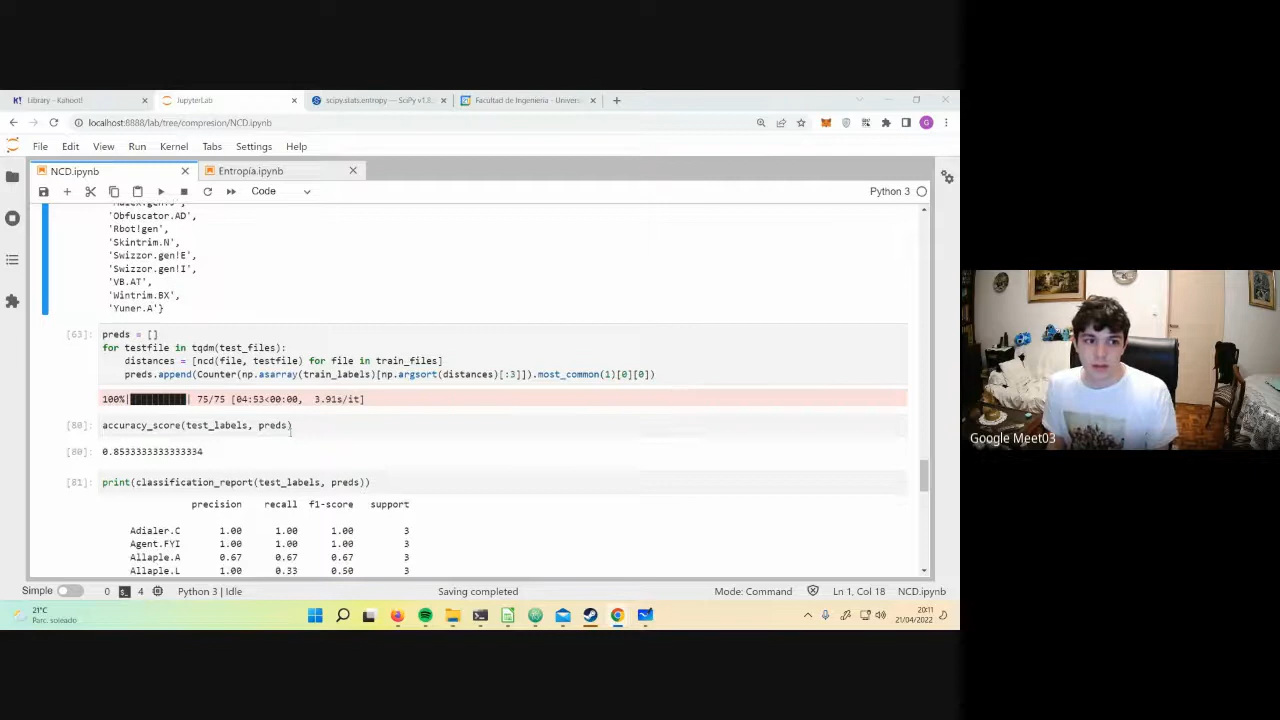 Library - Kahoot!
JupyterLab
scipy.stats.entropy — SciPy v1.8.
Facultad de Ingeniería - Univers
localhost:8888/lab/tree/compresion/NCD.ipynb
G
File Edit View Run Kernel Tabs Settings Help
NCD.ipynb
Entropía.ipynb
Code
Python 3
'Obfuscator.AD',
'Rbot!gen',
'Skintrim.N',
'Swizzor.gen!E',
'Swizzor.gen!I',
'VB.AT',
'Wintrim.BX',
'Yuner.A'}
[63]: preds = []
for testfile in tqdm(test_files):
distances = [ncd(file, testfile) for file in train_files]
preds.append(Counter(np.asarray(train_labels)[np.argsort(distances)[:3]]).most_common(1)[0][0])
100%|██████████| 75/75 [04:53<00:00, 3.91s/it]
[80]: accuracy_score(test_labels, preds)
[80]: 0.8533333333333334
[81]: print(classification_report(test_labels, preds))
precision recall f1-score support
Adialer.C 1.00 1.00 1.00 3
Agent.FYI 1.00 1.00 1.00 3
Allaple.A 0.67 0.67 0.67 3
Allaple.L 1.00 0.33 0.50 3
Simple 0 4 Python 3 | Idle Saving completed Mode: Command Ln 1, Col 18 NCD.ipynb
21°C
Parc. soleado
20:11
21/04/2022
Google Meet03